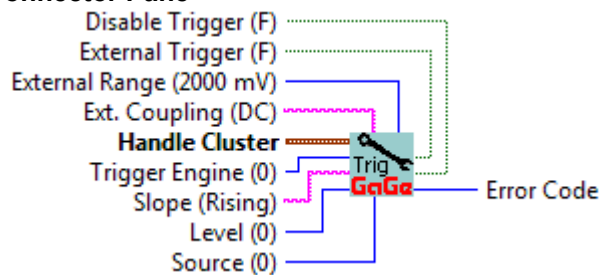 Connector Pane
Disable Trigger (F)
External Trigger (F)
External Range (2000 mV)
Ext. Coupling (DC)
Handle Cluster
Trigger Engine (0)
Slope (Rising)
Level (0)
Source (0)
Trig
GaGe
Error Code